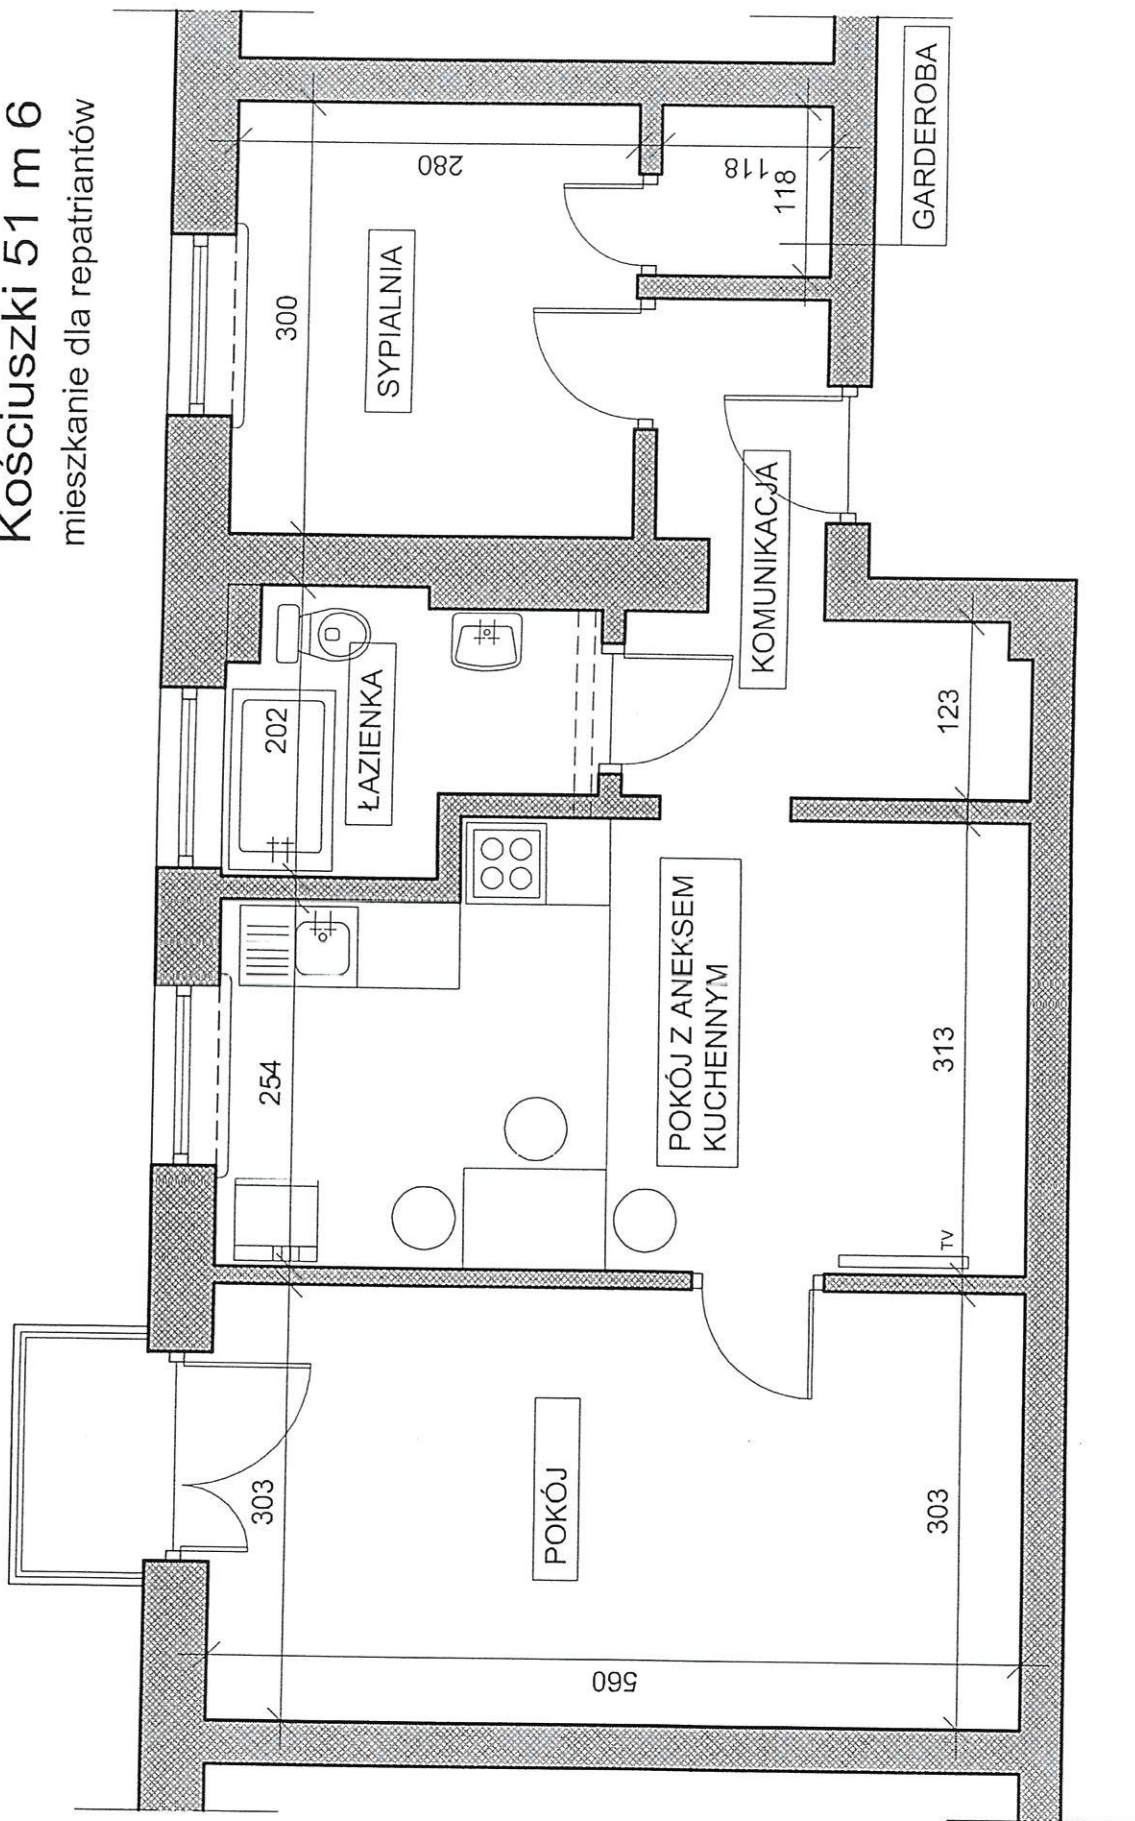 Kościuszki 51 m 6
mieszkanie dla repatriantów
POKÓJ
303
303
560
254
313
TV
POKÓJ Z ANEKSEM
KUCHENNYM
202
ŁAZIENKA
123
KOMUNIKACJA
300
SYPIALNIA
280
118
118
GARDEROBA